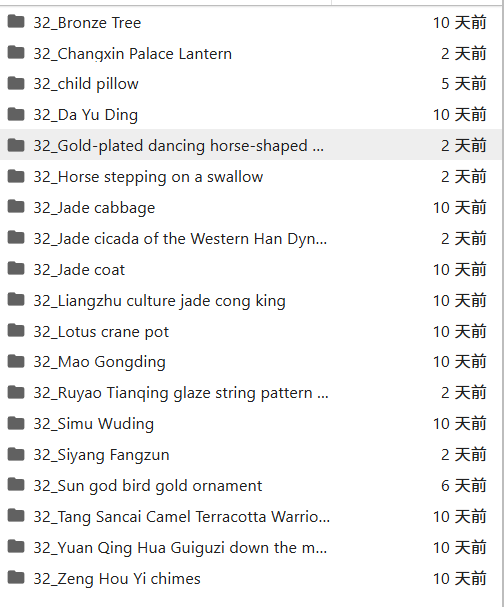 32_Bronze Tree 10 天前
32_Changxin Palace Lantern 2 天前
32_child pillow 5 天前
32_Da Yu Ding 10 天前
32_Gold-plated dancing horse-shaped ... 2 天前
32_Horse stepping on a swallow 2 天前
32_Jade cabbage 10 天前
32_Jade cicada of the Western Han Dyn... 2 天前
32_Jade coat 10 天前
32_Liangzhu culture jade cong king 10 天前
32_Lotus crane pot 10 天前
32_Mao Gongding 10 天前
32_Ruyao Tianqing glaze string pattern ... 2 天前
32_Simu Wuding 10 天前
32_Siyang Fangzun 2 天前
32_Sun god bird gold ornament 6 天前
32_Tang Sancai Camel Terracotta Warrio... 10 天前
32_Yuan Qing Hua Guiguzi down the m... 10 天前
32_Zeng Hou Yi chimes 10 天前